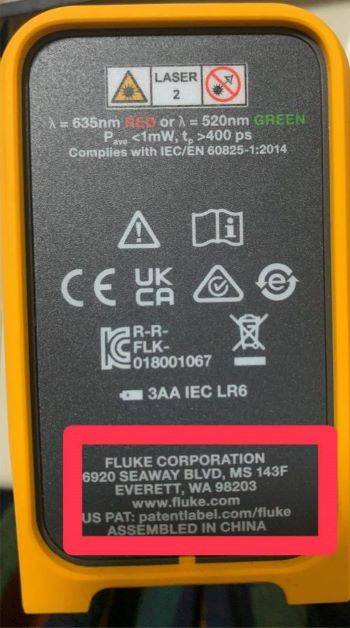 LASER
2
λ = 635nm RED or λ = 520nm GREEN
Pave <1mW, tp >400 ps
Complies with IEC/EN 60825-1:2014
CE UK
CA
R-R-
FLK-
018001067
3AA IEC LR6
FLUKE CORPORATION
6920 SEAWAY BLVD, MS 143F
EVERETT, WA 98203
www.fluke.com
US PAT: patentlabel.com/fluke
ASSEMBLED IN CHINA